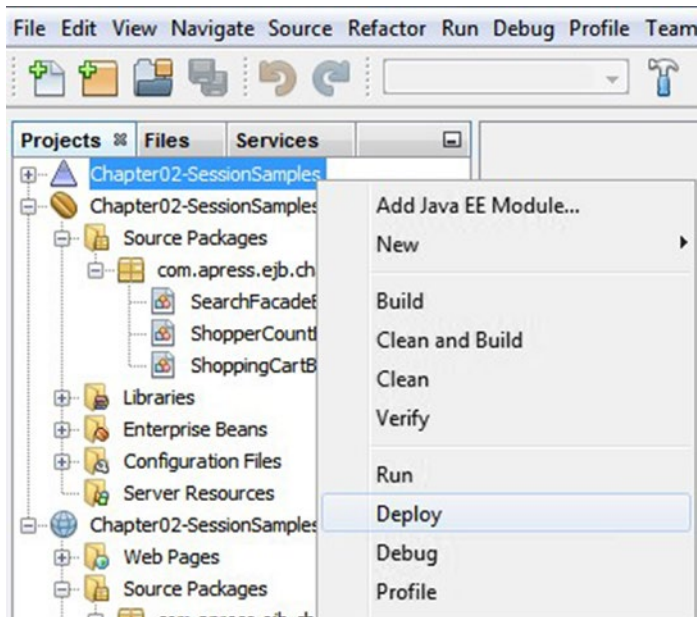 File Edit View Navigate Source Refactor Run Debug Profile Team
Projects Files Services
Chapter02-SessionSamples
Chapter02-SessionSamples
Source Packages
com.apress.ejb.ch
SearchFacadeB
ShopperCountB
ShoppingCartB
Libraries
Enterprise Beans
Configuration Files
Server Resources
Chapter02-SessionSamples
Web Pages
Source Packages
Add Java EE Module...
New
Build
Clean and Build
Clean
Verify
Run
Deploy
Debug
Profile